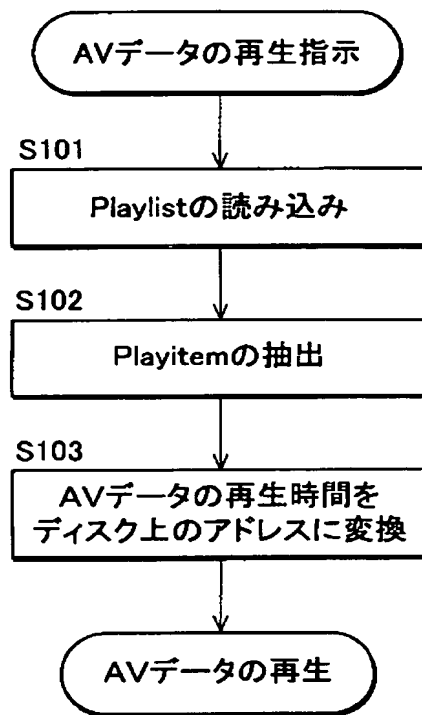 AVデータの再生指示
S101
Playlistの読み込み
S102
Playitemの抽出
S103
AVデータの再生時間を
ディスク上のアドレスに変換
AVデータの再生